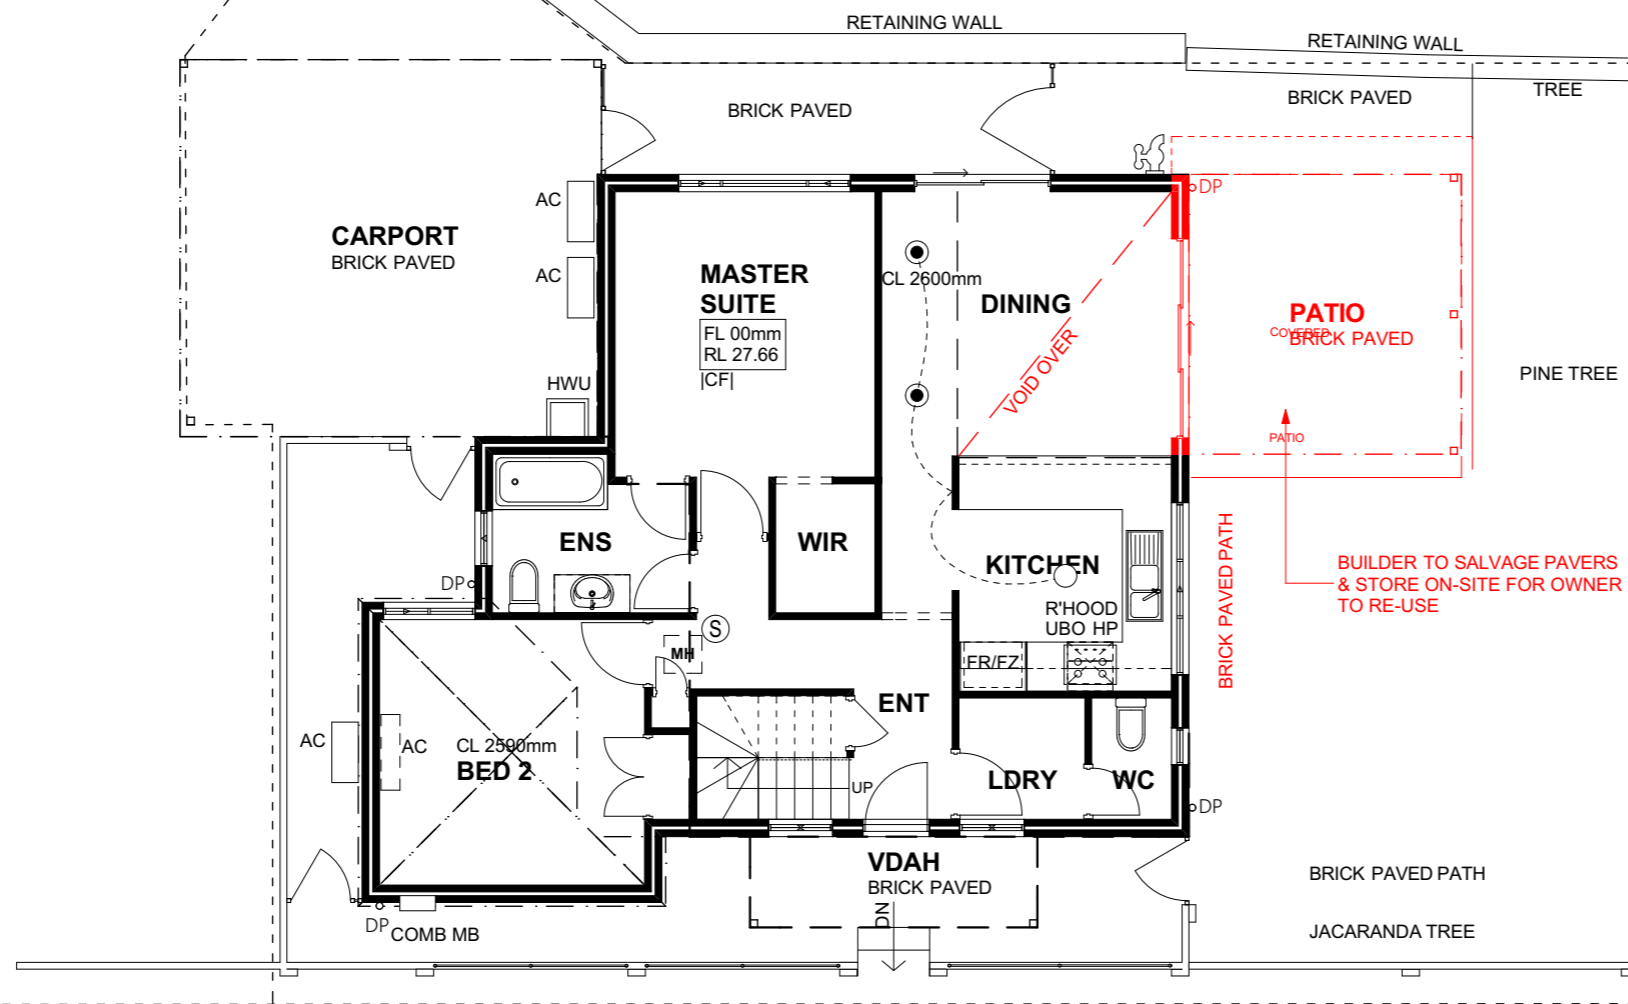 RETAINING WALL
RETAINING WALL
BRICK PAVED
BRICK PAVED
TREE
AC
DP
CARPORT
BRICK PAVED
AC
MASTER
SUITE
FL 00mm
RL 27.66
|CF|
CL 2600mm
DINING
VOID OVER
PATIO
COVERED
BRICK PAVED
PINE TREE
HWU
PATIO
ENS
WIR
KITCHEN
BRICK PAVED PATH
BUILDER TO SALVAGE PAVERS
& STORE ON-SITE FOR OWNER
TO RE-USE
DP
R'HOOD
UBO HP
S
MH
FR/FZ
ENT
AC
AC
CL 2590mm
BED 2
UP
LDRY
WC
DP
VDAH
BRICK PAVED
BRICK PAVED PATH
DN
DP
COMB MB
JACARANDA TREE